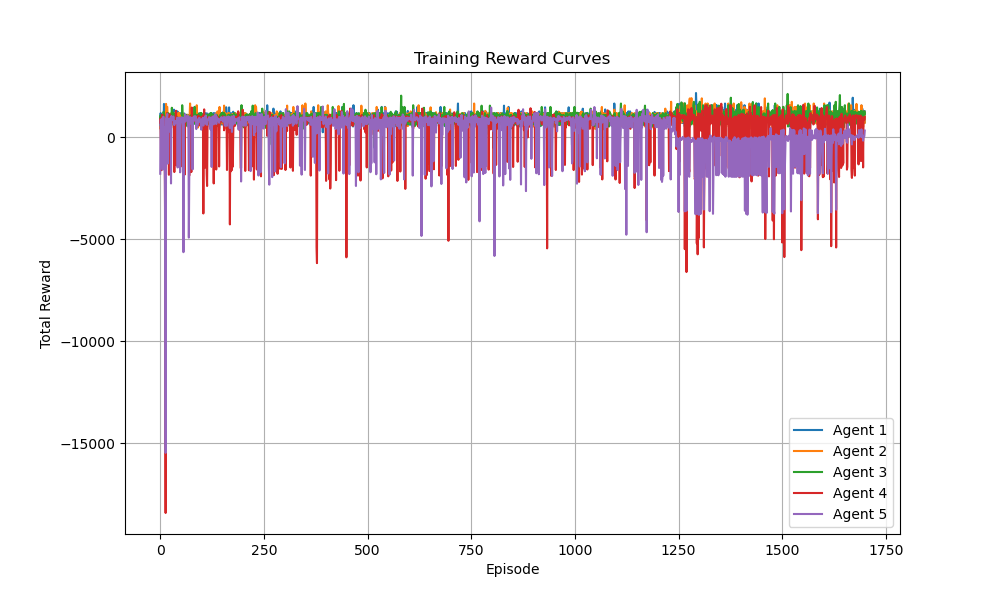 Training Reward Curves
Total Reward
0
−5000
−10000
−15000
0
250
500
750
1000
1250
1500
1750
Episode
Agent 1
Agent 2
Agent 3
Agent 4
Agent 5